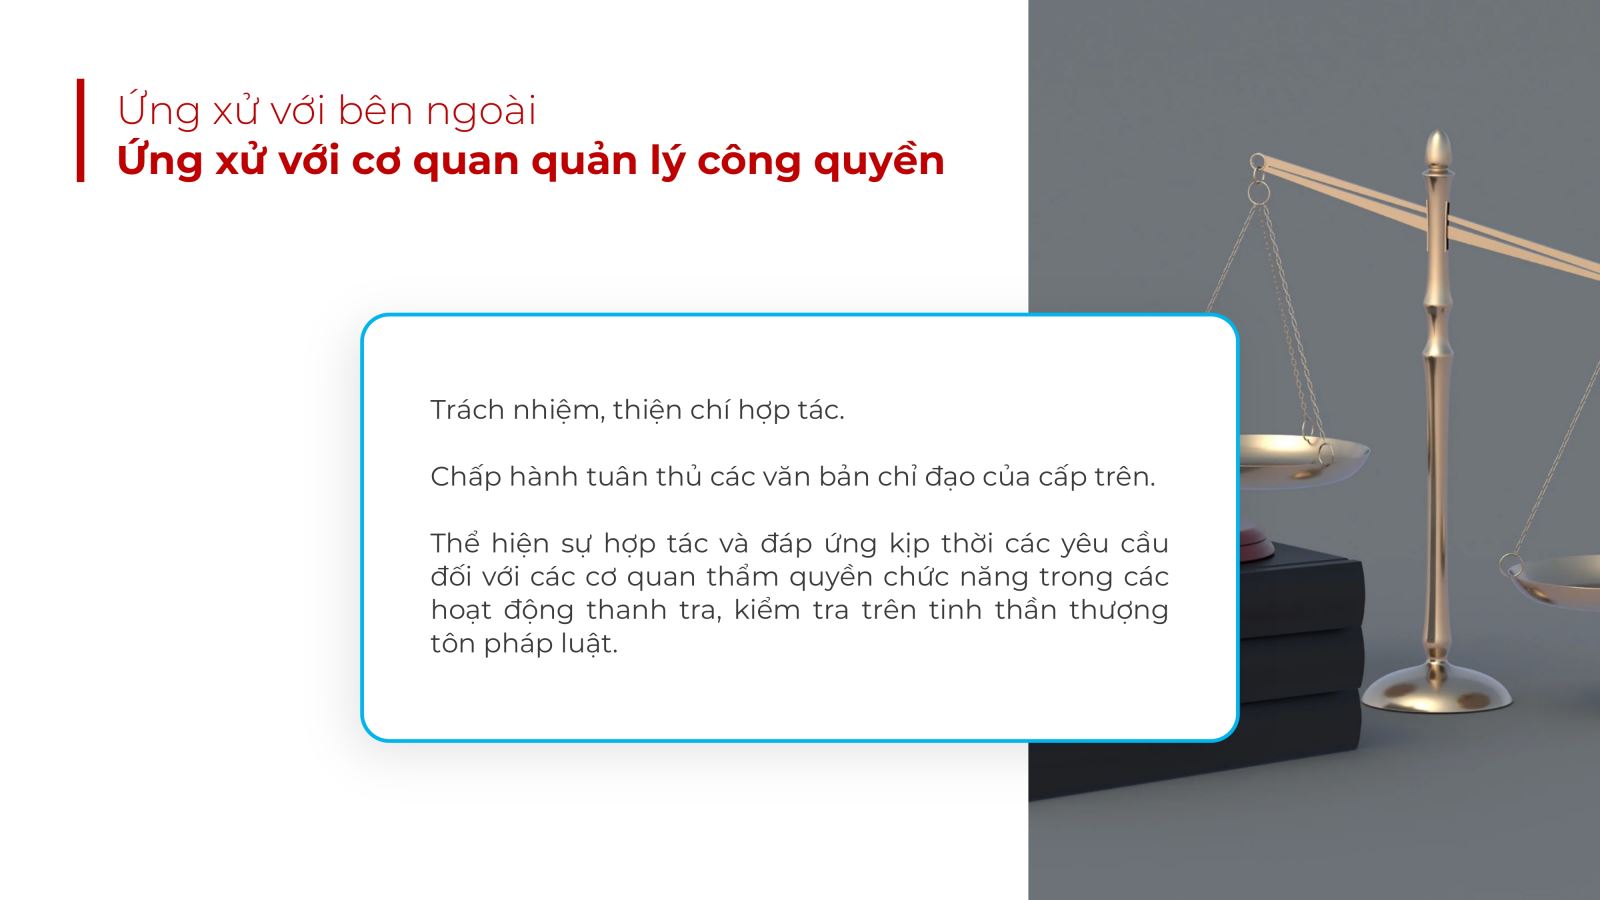 Ứng xử với bên ngoài
Ứng xử với cơ quan quản lý công quyền
Trách nhiệm, thiện chí hợp tác.
Chấp hành tuân thủ các văn bản chỉ đạo của cấp trên.
Thể hiện sự hợp tác và đáp ứng kịp thời các yêu cầu
đối với các cơ quan thẩm quyền chức năng trong các
hoạt động thanh tra, kiểm tra trên tinh thần thượng
tôn pháp luật.